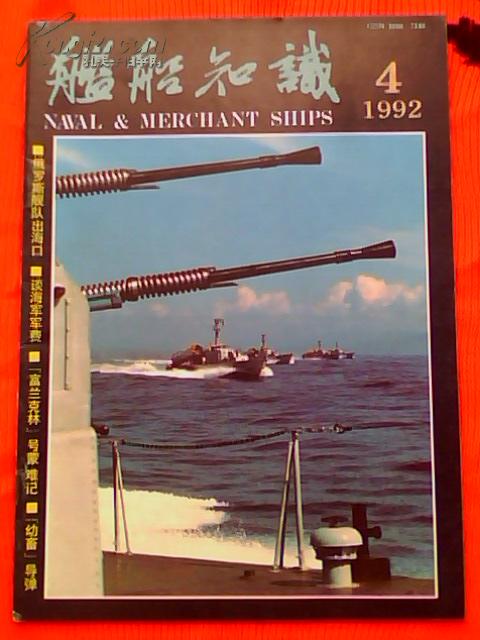 艦船知識
NAVAL & MERCHANT SHIPS
4
1992
■俄罗斯舰队出海口 ■谈海军军费 ■「富兰克林」号蒙难记 ■「幼畜」导弹